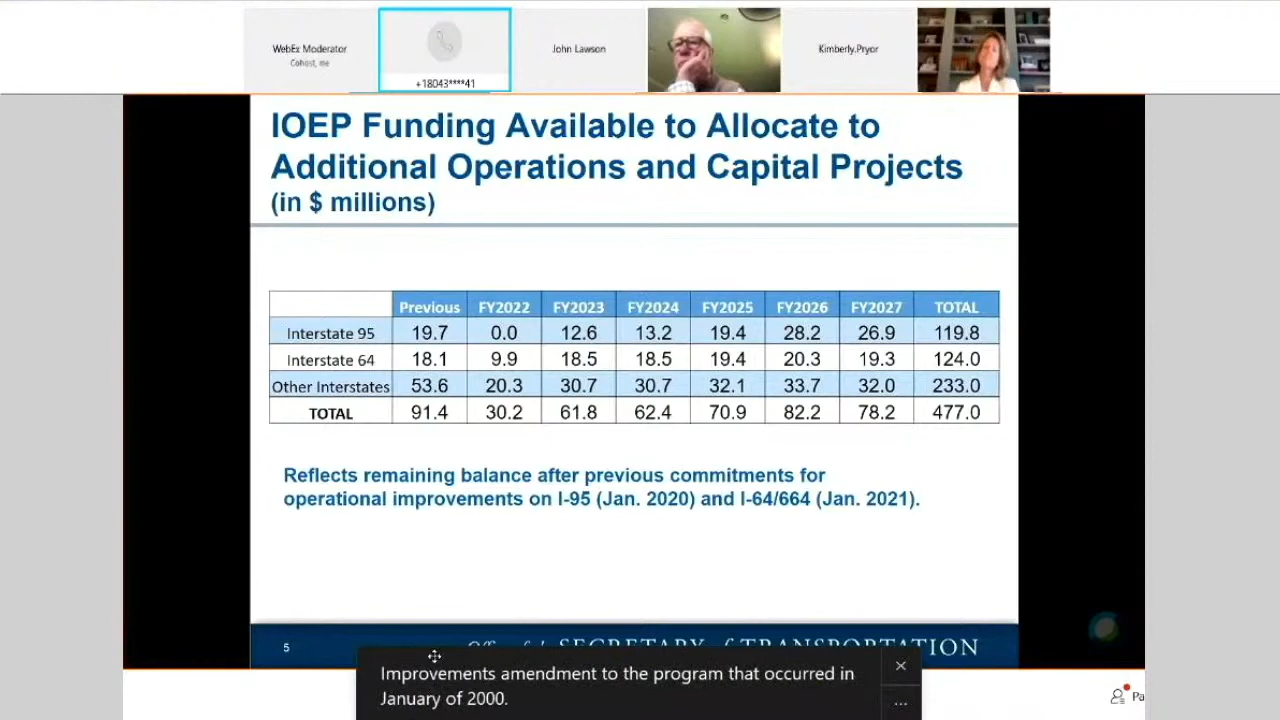 WebEx Moderator
Cohost, me
+18043****41
John Lawson
Kimberly.Pryor
IOEP Funding Available to Allocate to
Additional Operations and Capital Projects
(in $ millions)
Previous FY2022 FY2023 FY2024 FY2025 FY2026 FY2027 TOTAL
Interstate 95 19.7 0.0 12.6 13.2 19.4 28.2 26.9 119.8
Interstate 64 18.1 9.9 18.5 18.5 19.4 20.3 19.3 124.0
Other Interstates 53.6 20.3 30.7 30.7 32.1 33.7 32.0 233.0
TOTAL 91.4 30.2 61.8 62.4 70.9 82.2 78.2 477.0
Reflects remaining balance after previous commitments for
operational improvements on I-95 (Jan. 2020) and I-64/664 (Jan. 2021).
5 SECRETARY of TRANSPORTATION
Improvements amendment to the program that occurred in
January of 2000.
Pa